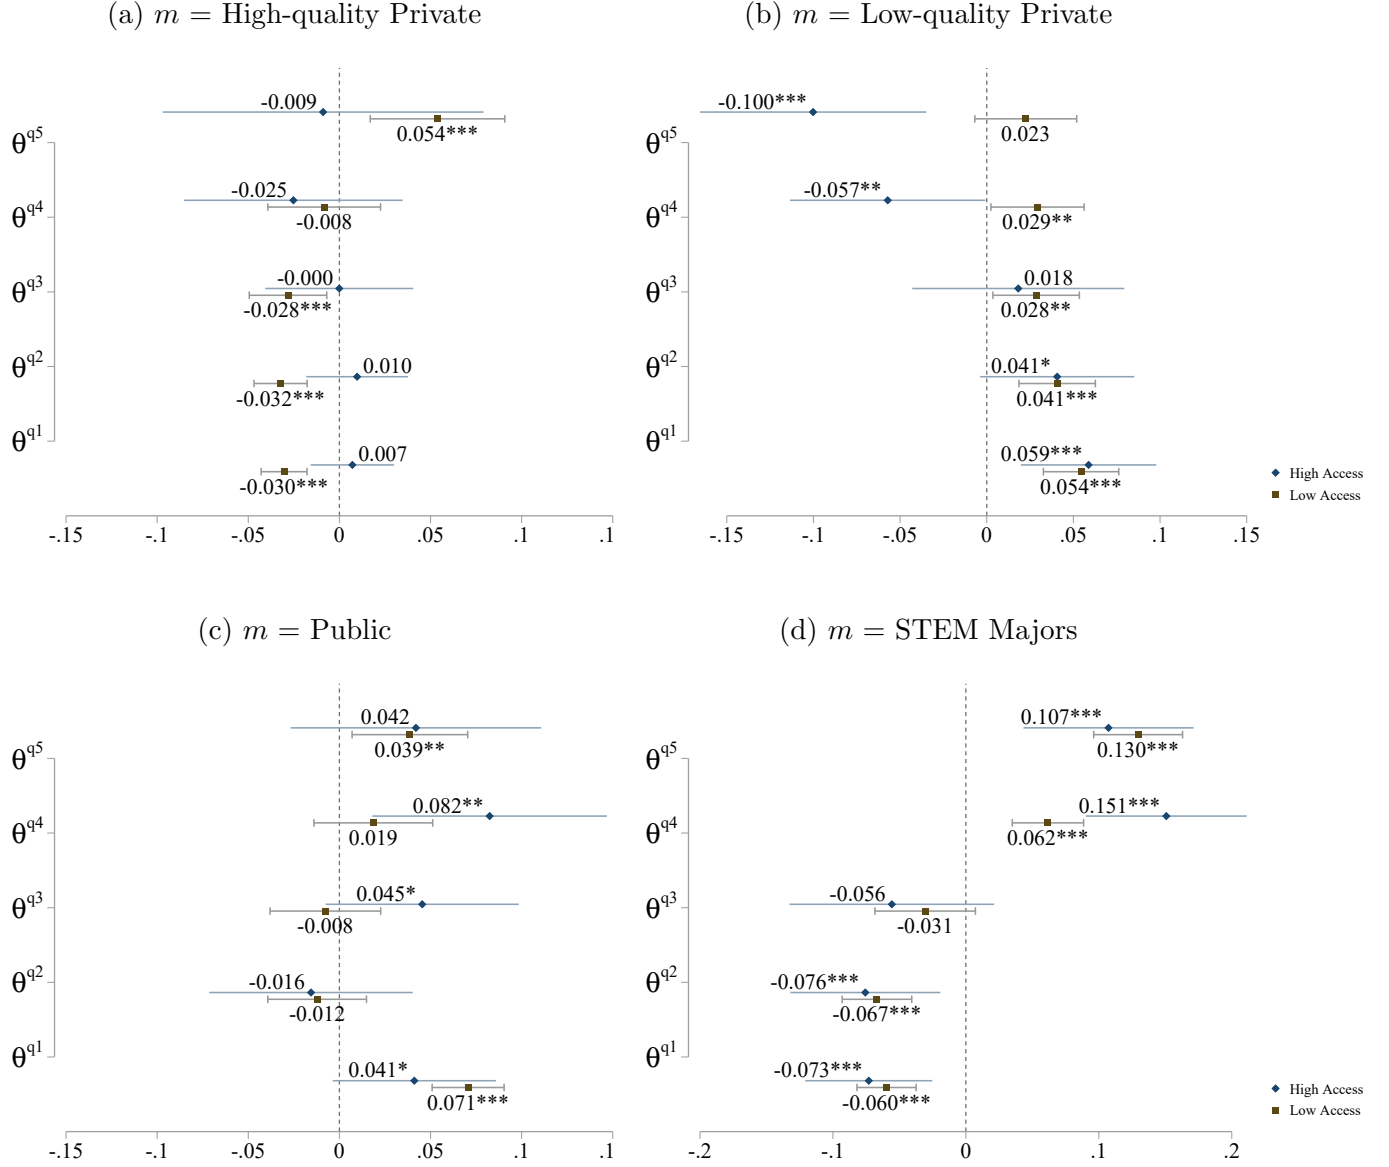 (a) m = High-quality Private
-0.009
0.054***
θq5
-0.025
-0.008
θq4
-0.000
-0.028***
θq3
0.010
-0.032***
θq2
0.007
-0.030***
θq1
-.15 -.1 -.05 0 .05 .1 .1
(b) m = Low-quality Private
-0.100***
0.023
θq5
-0.057**
0.029**
θq4
0.018
0.028**
θq3
0.041*
0.041***
θq2
0.059***
0.054***
θq1
-.15 -.1 -.05 0 .05 .1 .15
High Access
Low Access
(c) m = Public
0.042
0.039**
θq5
0.082**
0.019
θq4
0.045*
-0.008
θq3
-0.016
-0.012
θq2
0.041*
0.071***
θq1
-.15 -.1 -.05 0 .05 .1 .1
(d) m = STEM Majors
0.107***
0.130***
θq5
0.151***
0.062***
θq4
-0.056
-0.031
θq3
-0.076***
-0.067***
θq2
-0.073***
-0.060***
θq1
-.2 -.1 0 .1 .2
High Access
Low Access